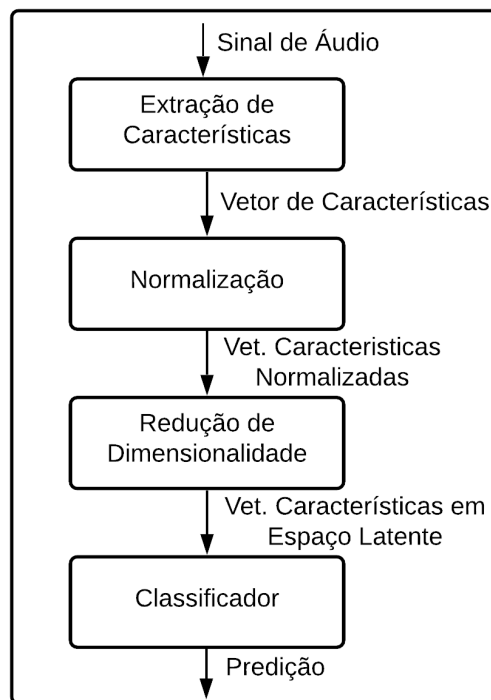 Sinal de Áudio
Extração de
Característícas
Vetor de Características
Normalização
Vet. Caracteristicas
Normalizadas
Redução de
Dimensionalidade
Vet. Características em
Espaço Latente
Classificador
Predição